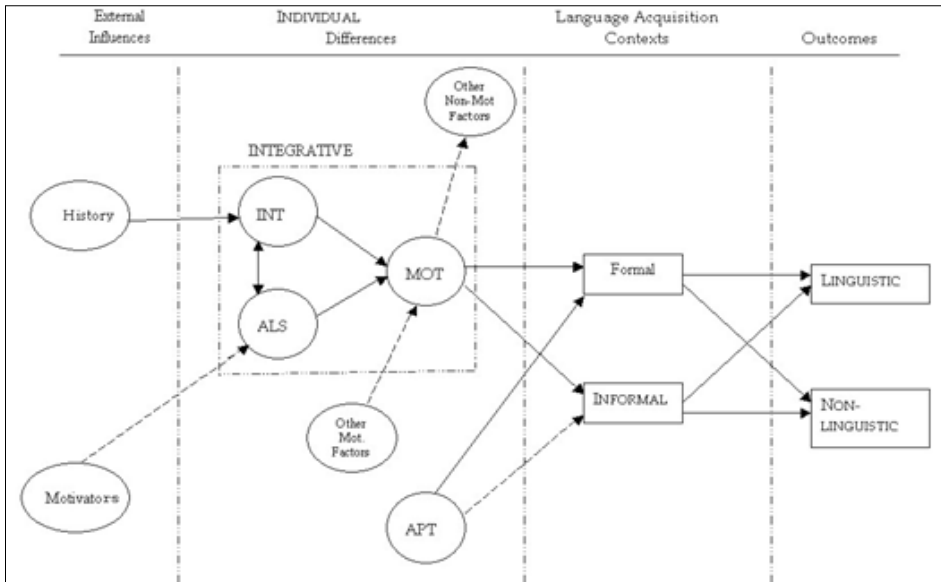 External
Influences
INDIVIDUAL
Differences
Language Acquisition
Contexts
Outcomes
Other
Non-Mot
Factors
INTEGRATIVE
History
INT
MOT
ALS
Formal
LINGUISTIC
INFORMAL
NON-
LINGUISTIC
Other
Mot.
Factors
Motivators
APT